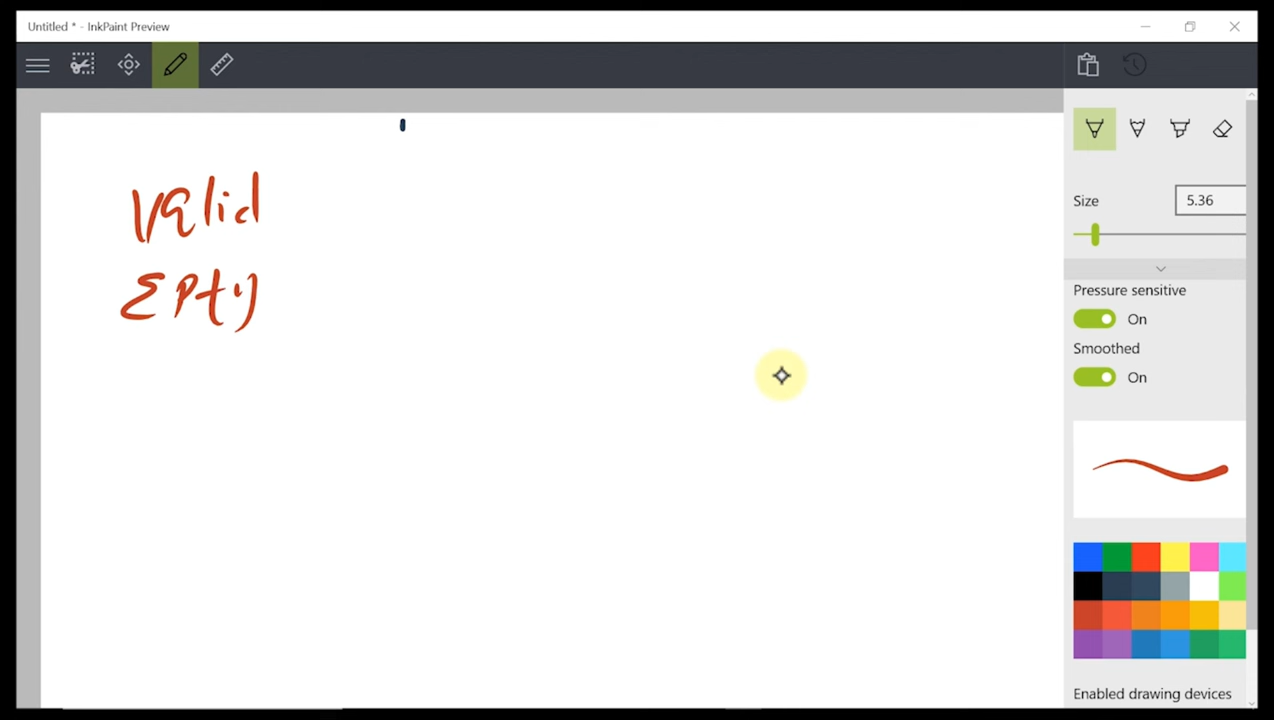 Untitled * - InkPaint Preview
Valid
Epty
Size
5.36
Pressure sensitive
On
Smoothed
On
Enabled drawing devices